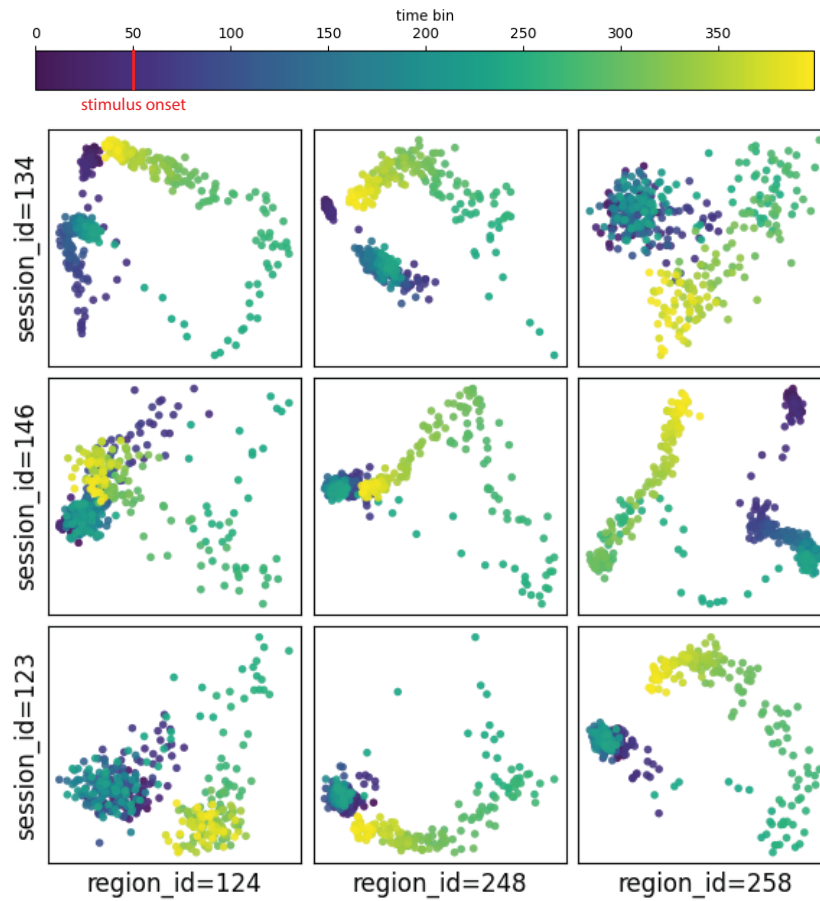 time bin
0 50 100 150 200 250 300 350
stimulus onset
session_id=134
session_id=146
session_id=123
region_id=124 region_id=248 region_id=258